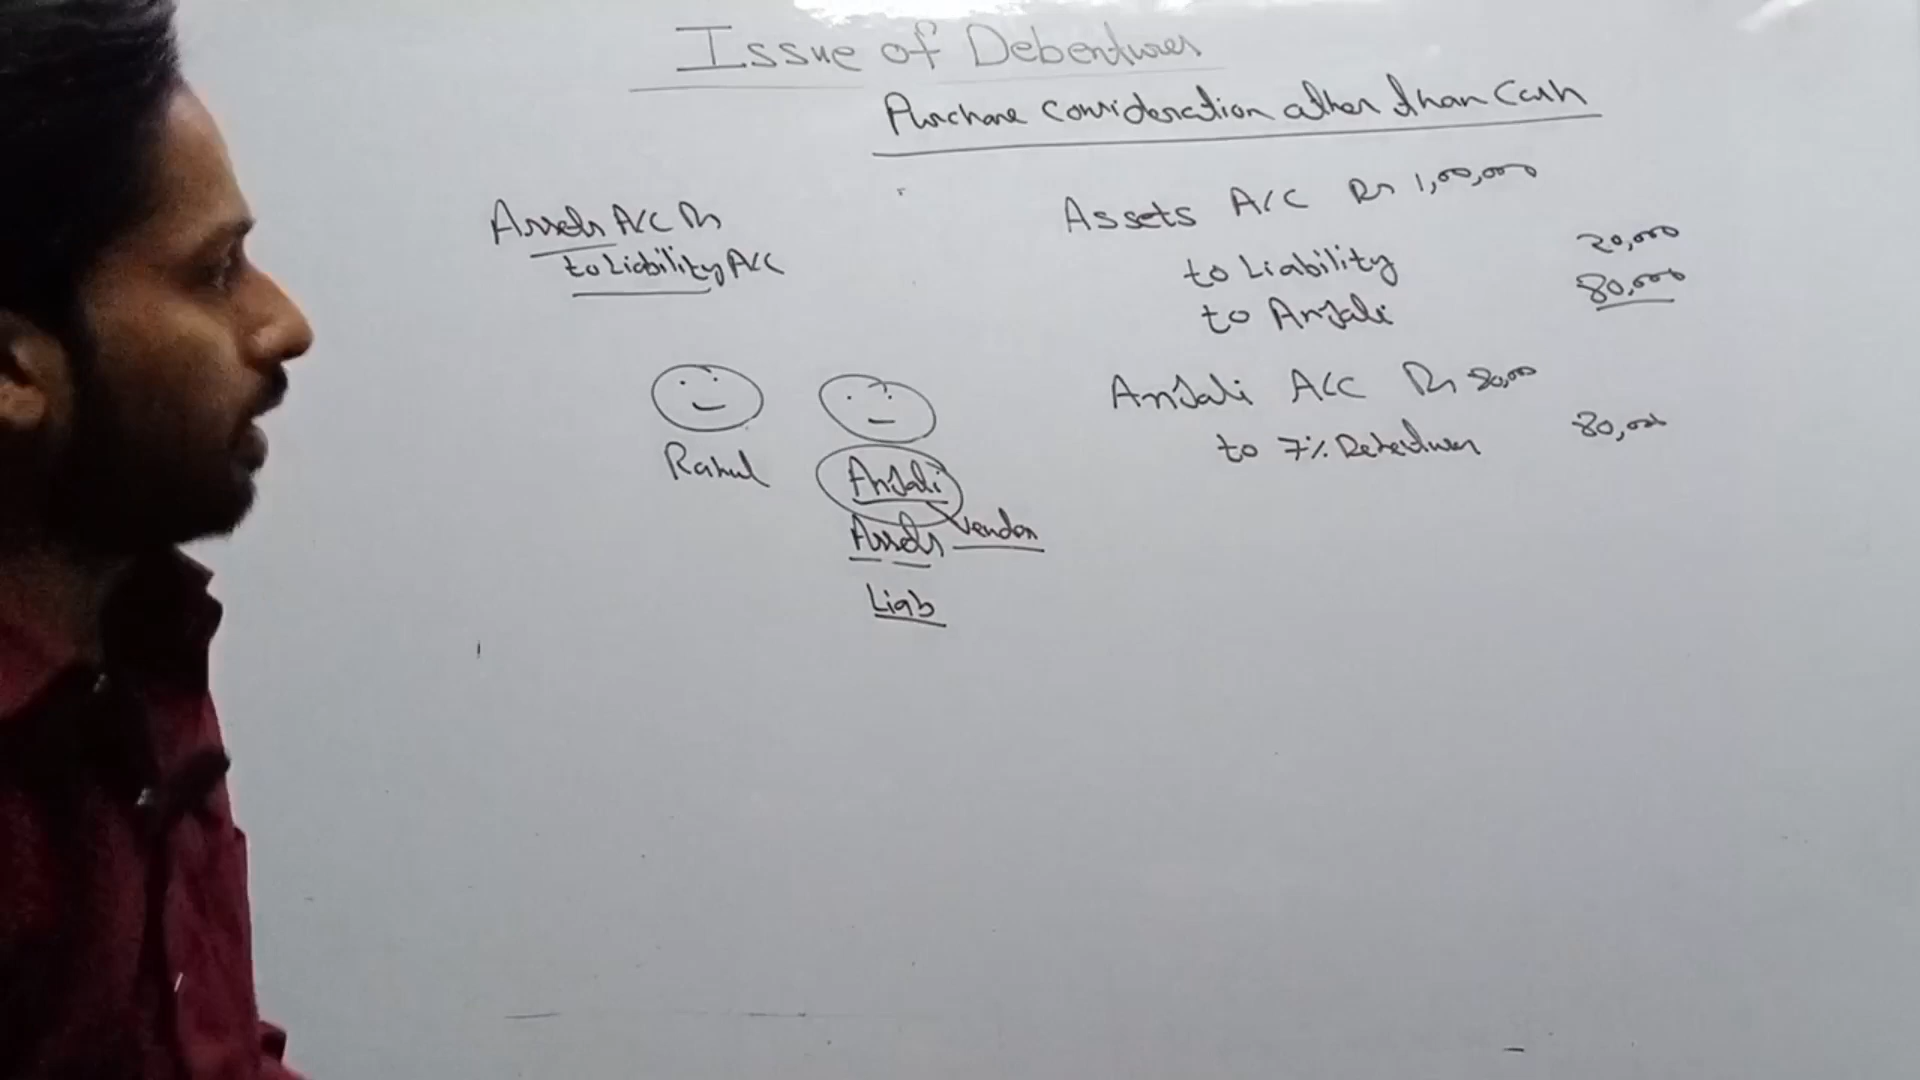 Issue of Debentures
Purchase consideration other than Cash
Assets A/C Dr
to Liability A/C
Rahul
Anjali
vendor
Assets
Liab
Assets A/C Dr 1,00,000
to Liability 20,000
to Anjali 80,000
Anjali A/C Dr 80,000
to 7% Debentures 80,000